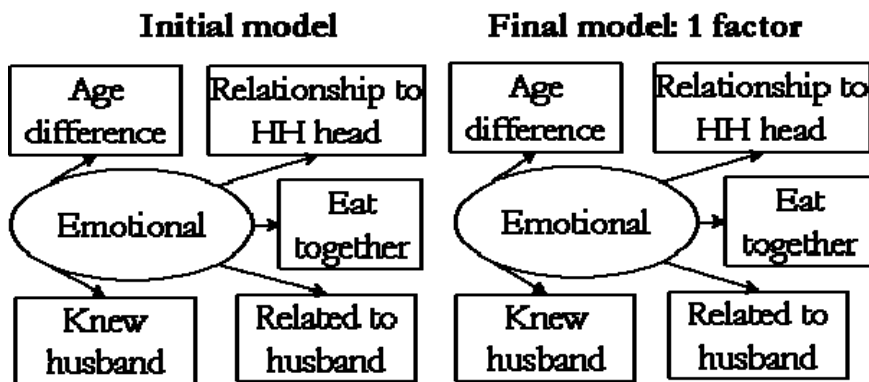 Initial model
Age
difference
Relationship to
HH head
Emotional
Eat
together
Knew
husband
Related to
husband
Final model: 1 factor
Age
difference
Relationship to
HH head
Emotional
Eat
together
Knew
husband
Related to
husband